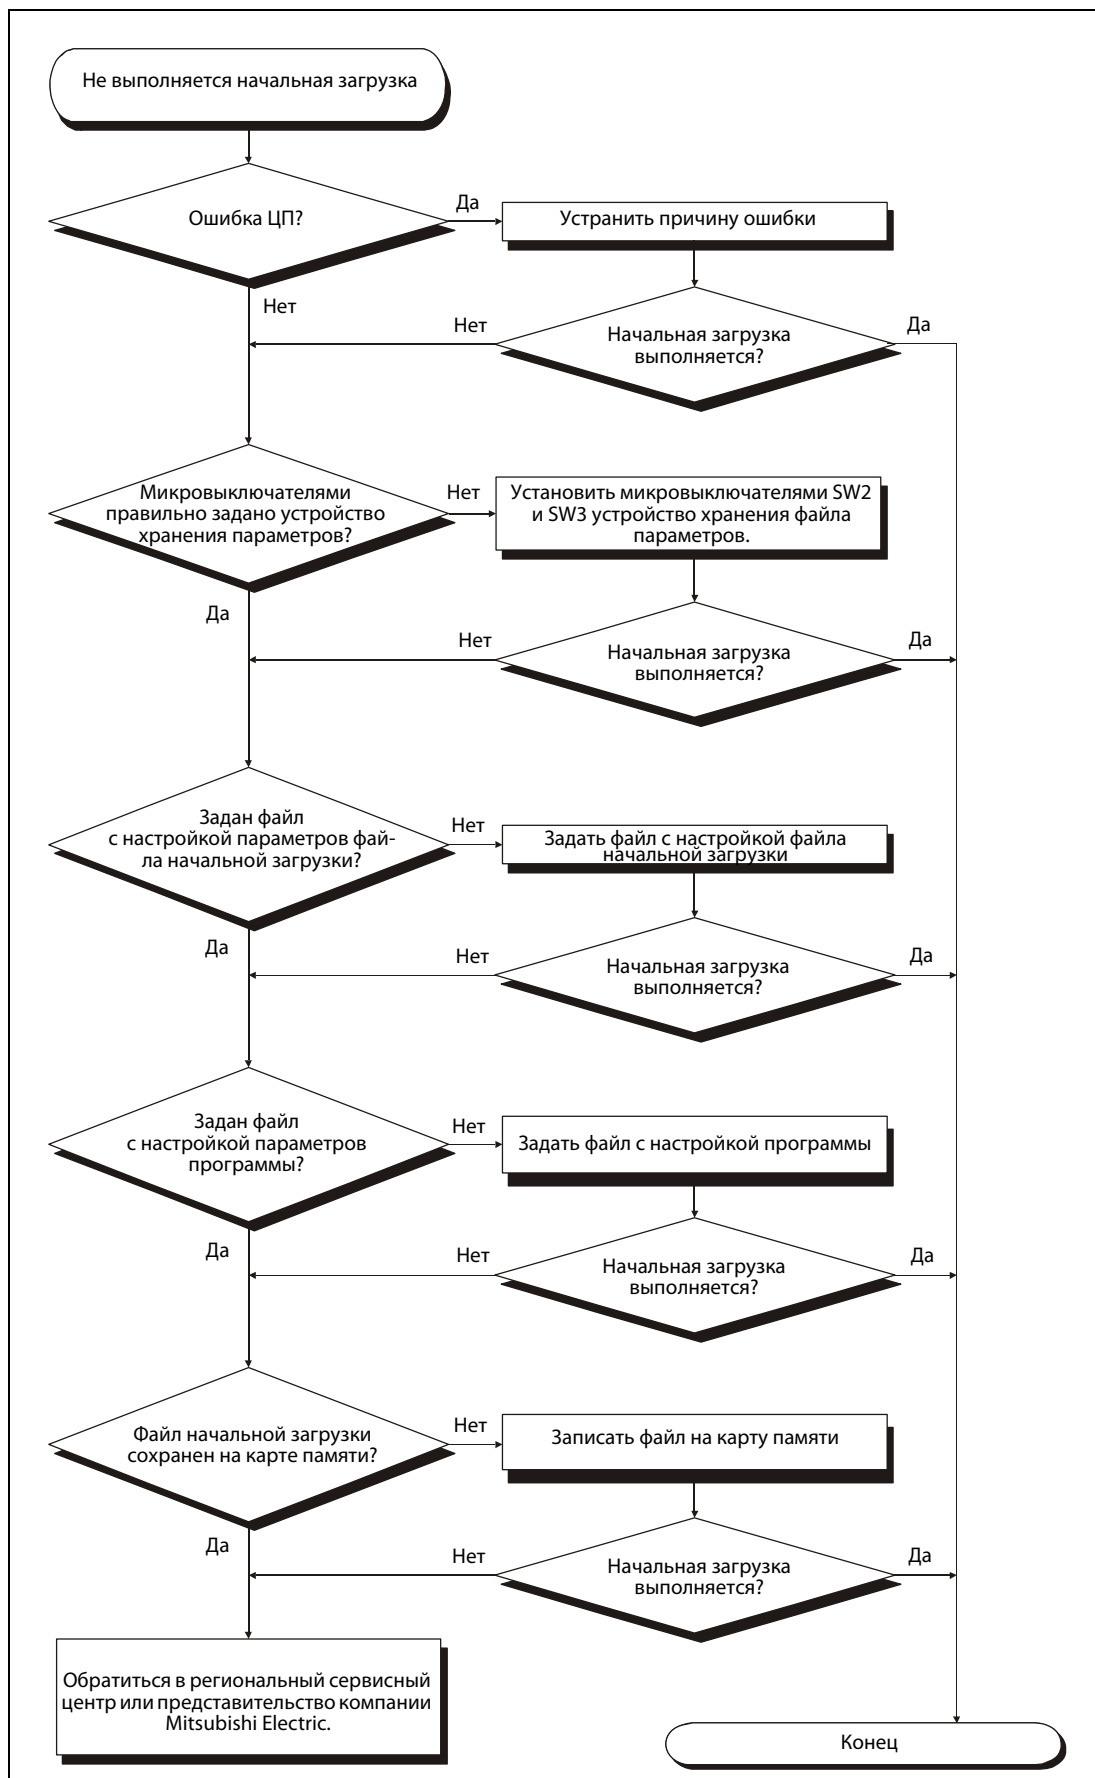 Не выполняется начальная загрузка
Ошибка ЦП?
Да
Устранить причину ошибки
Нет
Нет
Начальная загрузка
выполняется?
Да
Микровыключателями
правильно задано устройство
хранения параметров?
Нет
Установить микровыключателями SW2
и SW3 устройство хранения файла
параметров.
Да
Нет
Начальная загрузка
выполняется?
Да
Задан файл
с настройкой параметров фай-
ла начальной загрузки?
Нет
Задать файл с настройкой файла
начальной загрузки
Да
Нет
Начальная загрузка
выполняется?
Да
Задан файл
с настройкой параметров
программы?
Нет
Задать файл с настройкой программы
Да
Нет
Начальная загрузка
выполняется?
Да
Файл начальной загрузки
сохранен на карте памяти?
Нет
Записать файл на карту памяти
Да
Нет
Начальная загрузка
выполняется?
Да
Обратиться в региональный сервисный
центр или представительство компании
Mitsubishi Electric.
Конец